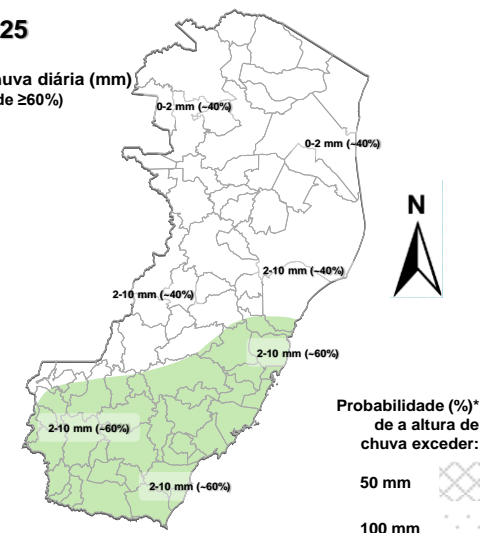 25
uva diária (mm)
de ≥60%)
0-2 mm (~40%)
0-2 mm (~40%)
N
2-10 mm (~40%)
2-10 mm (~40%)
2-10 mm (~60%)
2-10 mm (~60%)
2-10 mm (~60%)
Probabilidade (%)*
de a altura de
chuva exceder:
50 mm
100 mm